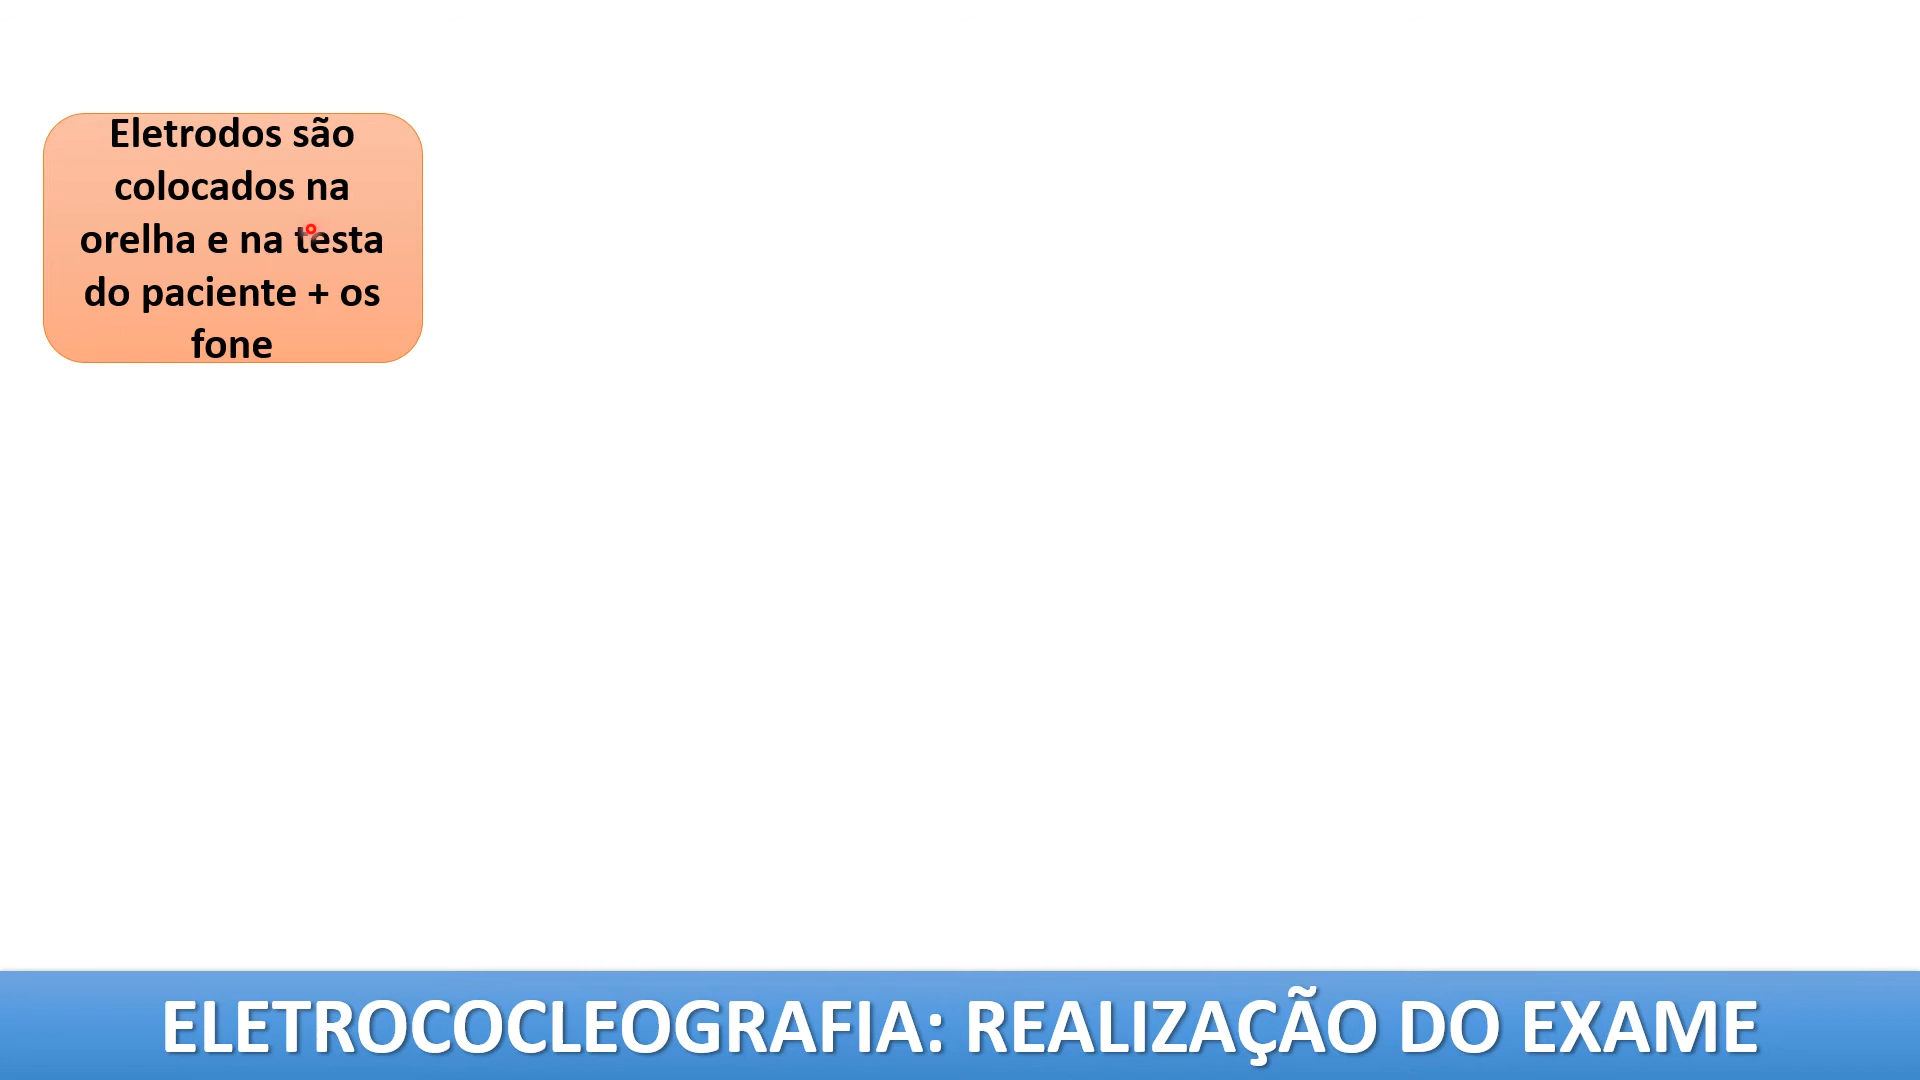 Eletrodos são
colocados na
orelha e na testa
do paciente + os
fone
ELETROCOCLEOGRAFIA: REALIZAÇÃO DO EXAME